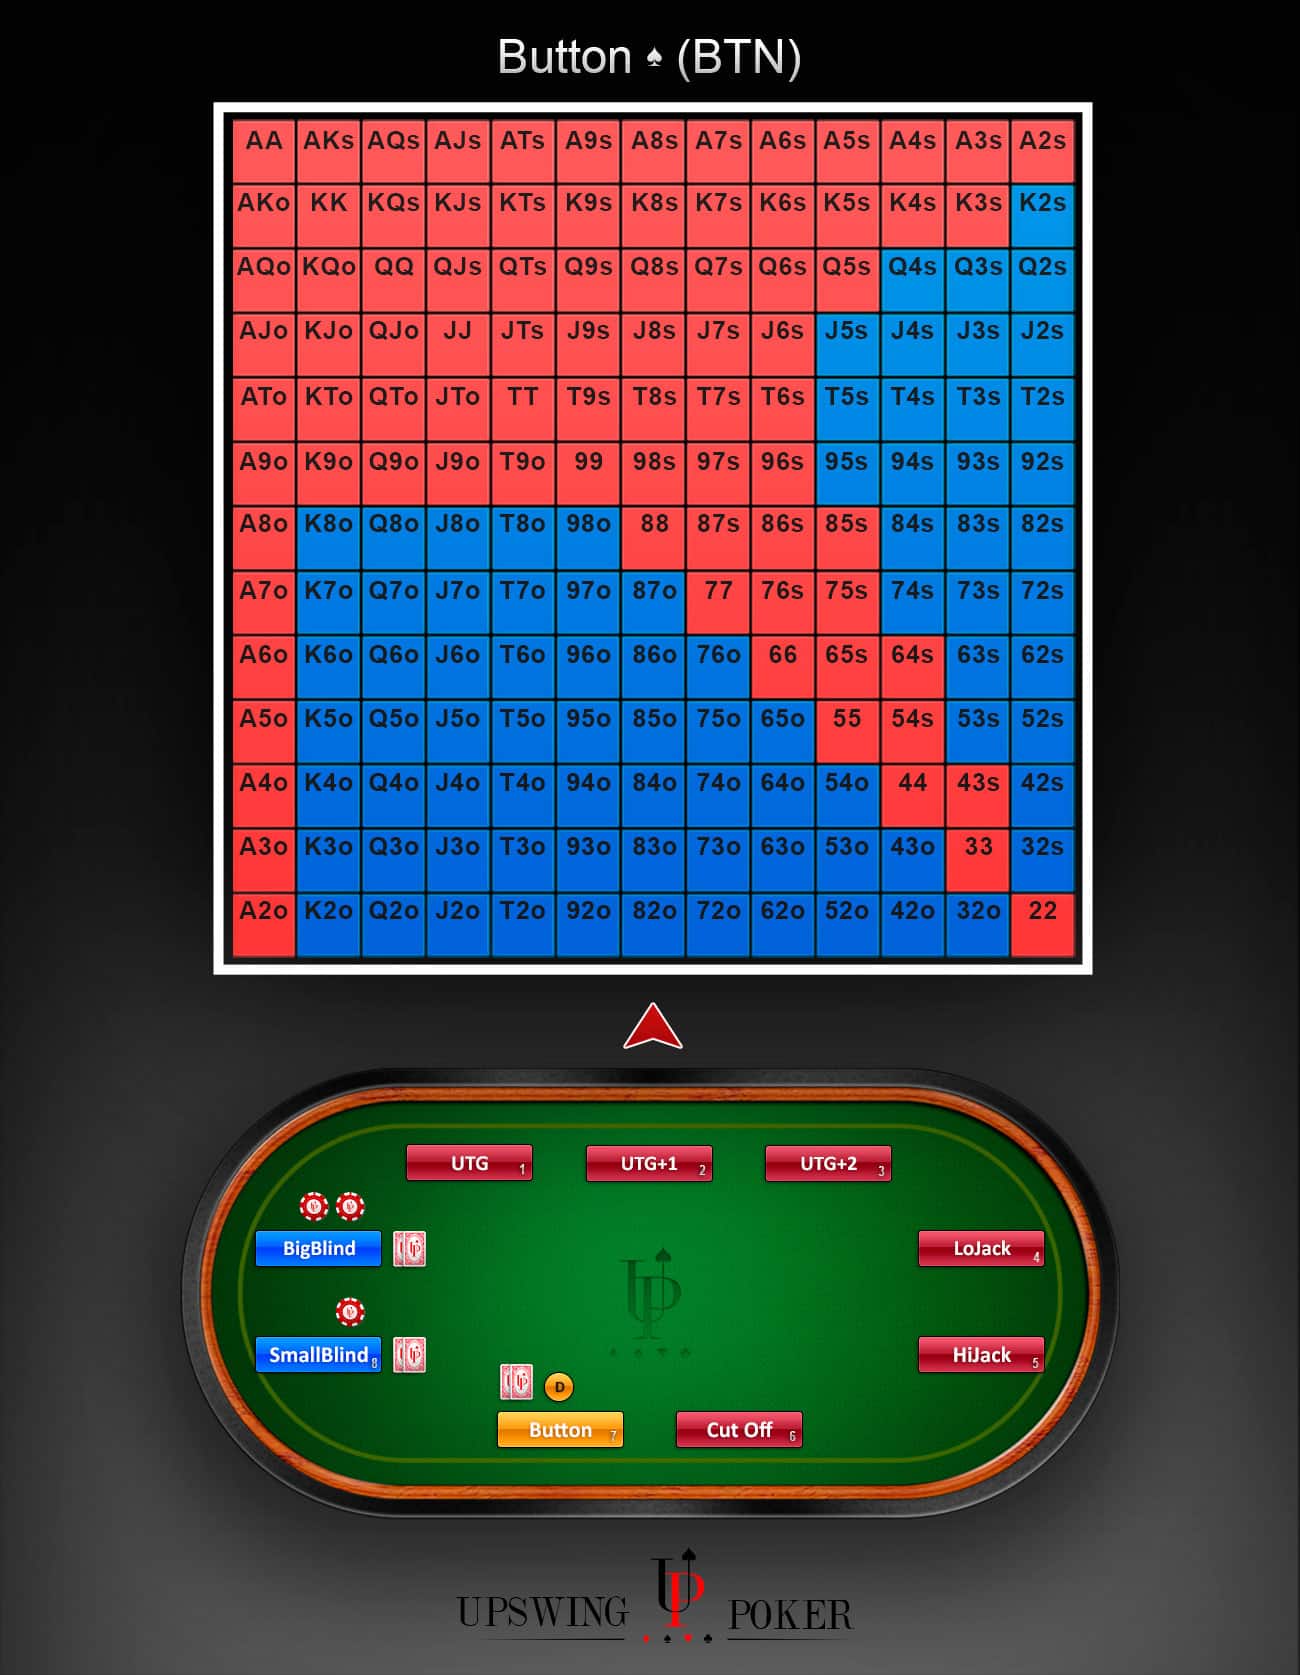 Button ♠ (BTN)
AA AKs AQs AJs ATs A9s A8s A7s A6s A5s A4s A3s A2s
AKo KK KQs KJs KTs K9s K8s K7s K6s K5s K4s K3s K2s
AQo KQo QQ QJs QTs Q9s Q8s Q7s Q6s Q5s Q4s Q3s Q2s
AJo KJo QJo JJ JTs J9s J8s J7s J6s J5s J4s J3s J2s
ATo KTo QTo JTo TT T9s T8s T7s T6s T5s T4s T3s T2s
A9o K9o Q9o J9o T9o 99 98s 97s 96s 95s 94s 93s 92s
A8o K8o Q8o J8o T8o 98o 88 87s 86s 85s 84s 83s 82s
A7o K7o Q7o J7o T7o 97o 87o 77 76s 75s 74s 73s 72s
A6o K6o Q6o J6o T6o 96o 86o 76o 66 65s 64s 63s 62s
A5o K5o Q5o J5o T5o 95o 85o 75o 65o 55 54s 53s 52s
A4o K4o Q4o J4o T4o 94o 84o 74o 64o 54o 44 43s 42s
A3o K3o Q3o J3o T3o 93o 83o 73o 63o 53o 43o 33 32s
A2o K2o Q2o J2o T2o 92o 82o 72o 62o 52o 42o 32o 22
UTG 1 UTG+1 2 UTG+2 3
BigBlind LoJack 4
UP
SmallBlind 8 HiJack 5
D
Button 7 Cut Off 6
UPSWING UP POKER